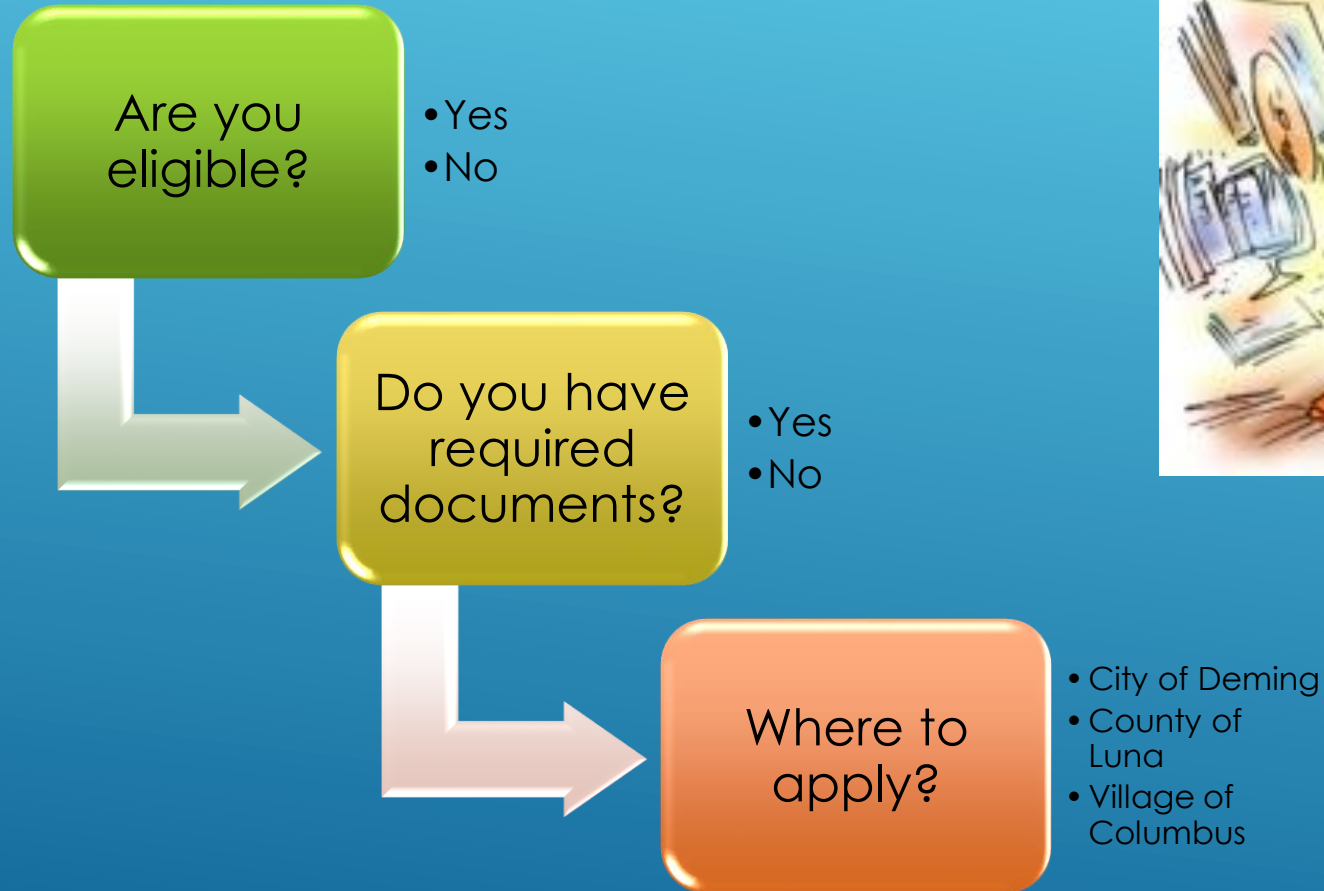 Are you
eligible?
•Yes
•No
Do you have
required
documents?
•Yes
•No
Where to
apply?
• City of Deming
• County of
Luna
• Village of
Columbus